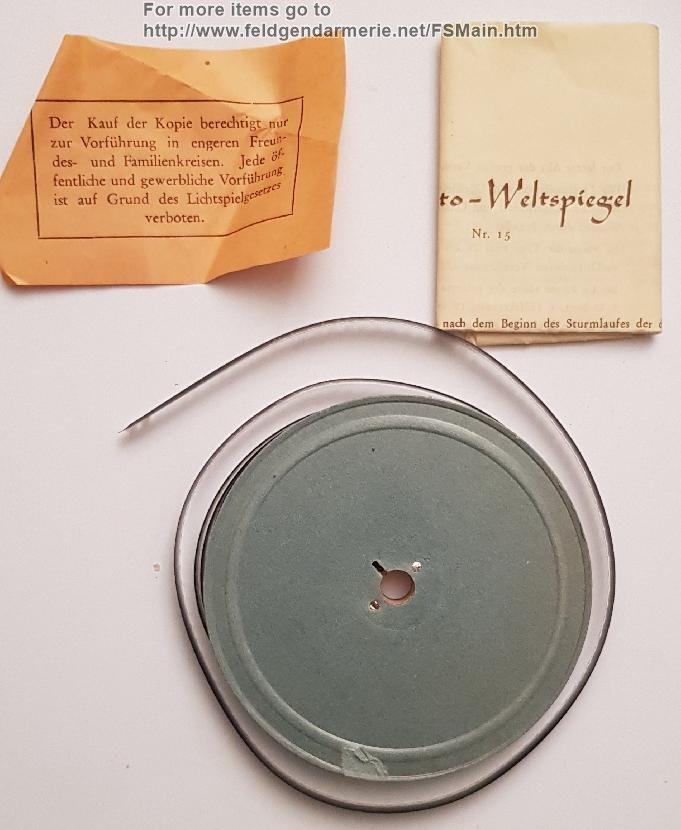 For more items go to
http://www.feldgendarmerie.net/FSMain.htm
Der Kauf der Kopie berechtigt nur
zur Vorführung in engeren Freun-
des- und Familienkreisen. Jede öf-
fentliche und gewerbliche Vorführung
ist auf Grund des Lichtspielgesetzes
verboten.
to-Weltspiegel
Nr. 15
nach dem Beginn des Sturmlaufes der